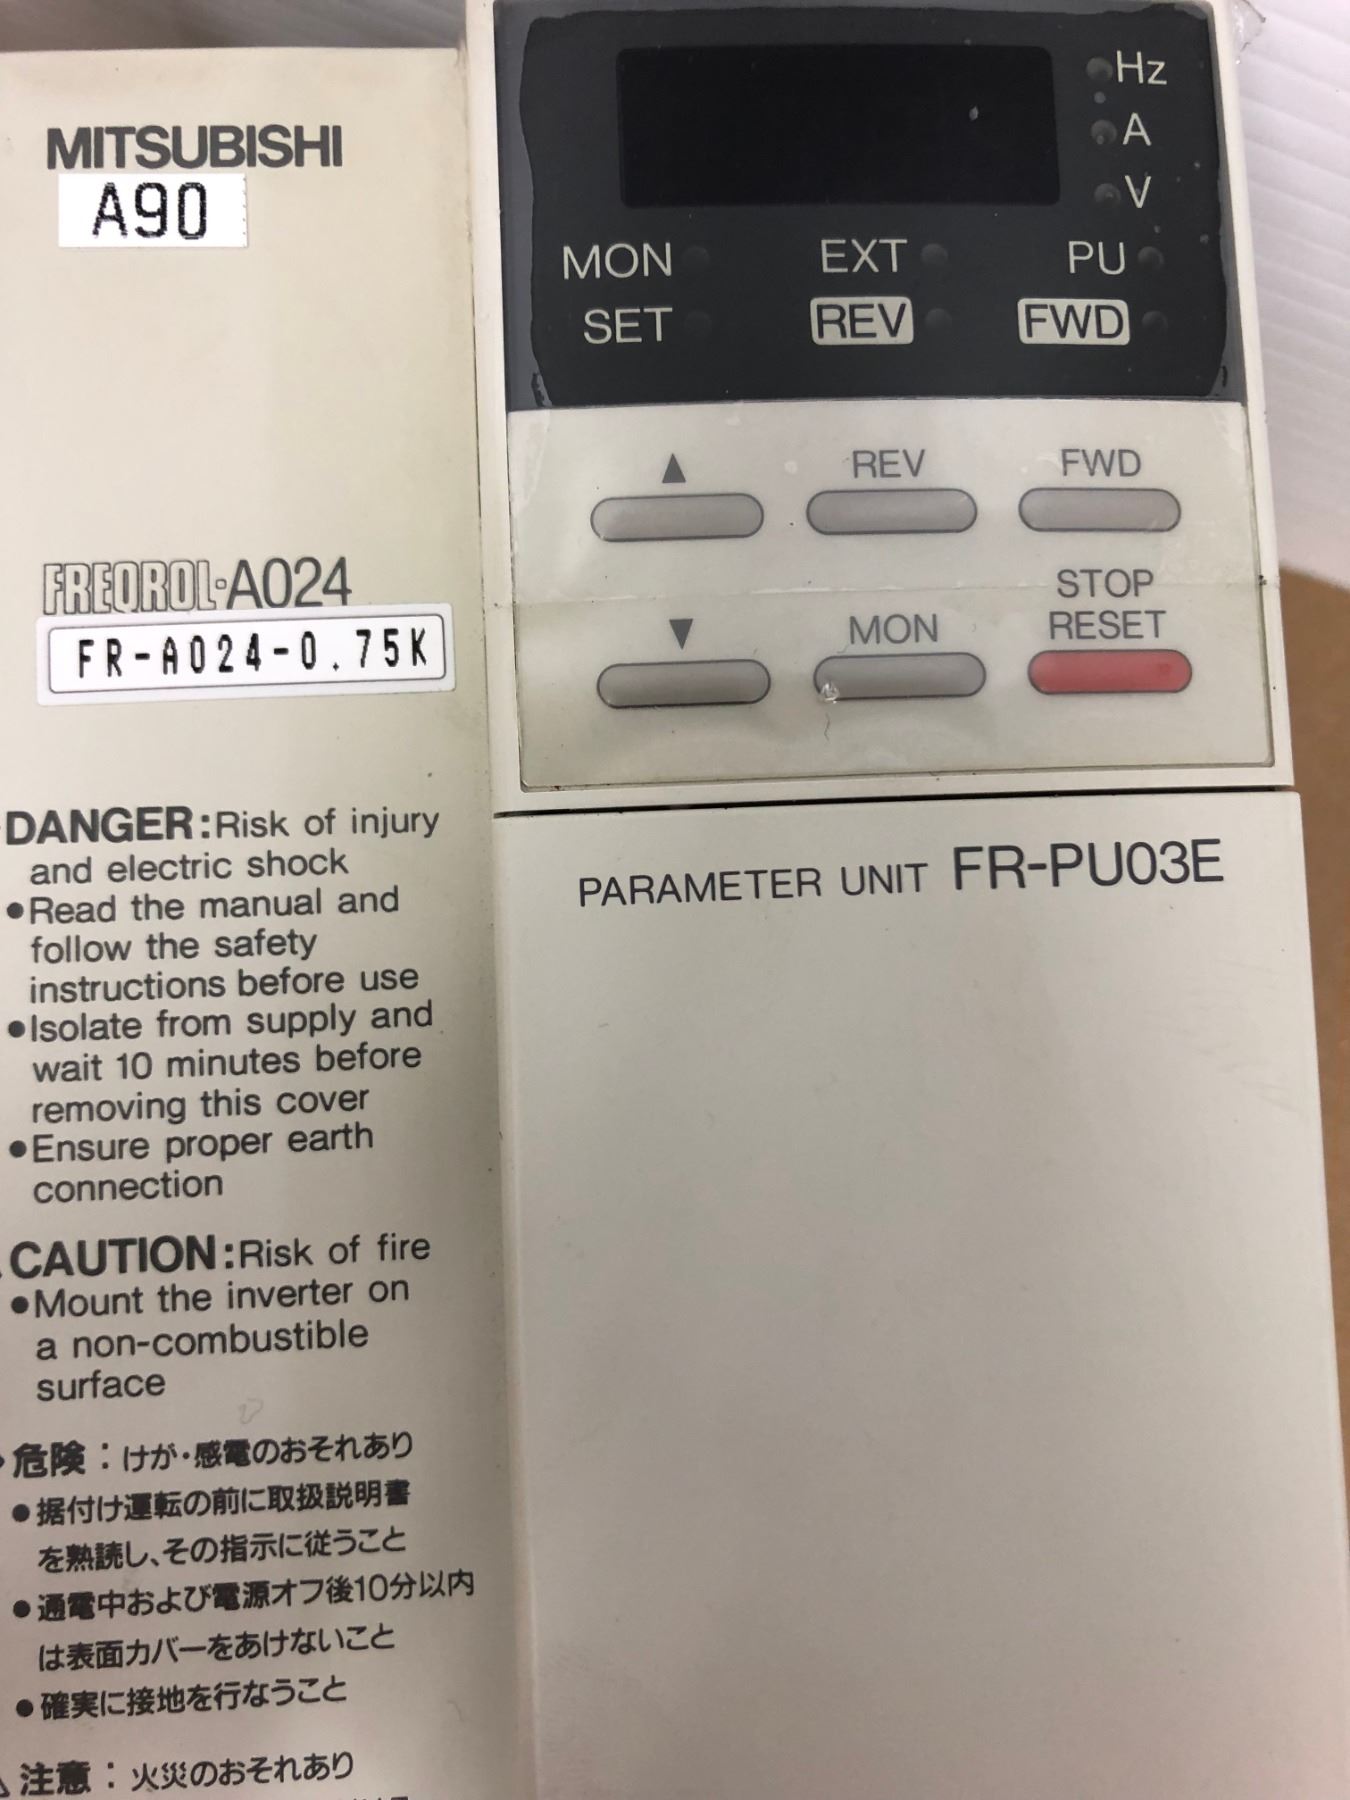 MITSUBISHI
A90
FREQROL-A024
FR-A024-0.75K
DANGER:Risk of injury
and electric shock
●Read the manual and
follow the safety
instructions before use
●Isolate from supply and
wait 10 minutes before
removing this cover
●Ensure proper earth
connection
CAUTION:Risk of fire
●Mount the inverter on
a non-combustible
surface
危険：けが・感電のおそれあり
●据付け運転の前に取扱説明書
を熟読し、その指示に従うこと
●通電中および電源オフ後10分以内
は表面カバーをあけないこと
●確実に接地を行なうこと
注意：火災のおそれあり
Hz
A
V
MON EXT PU
SET REV FWD
▲ REV FWD
STOP
▼ MON RESET
PARAMETER UNIT FR-PU03E